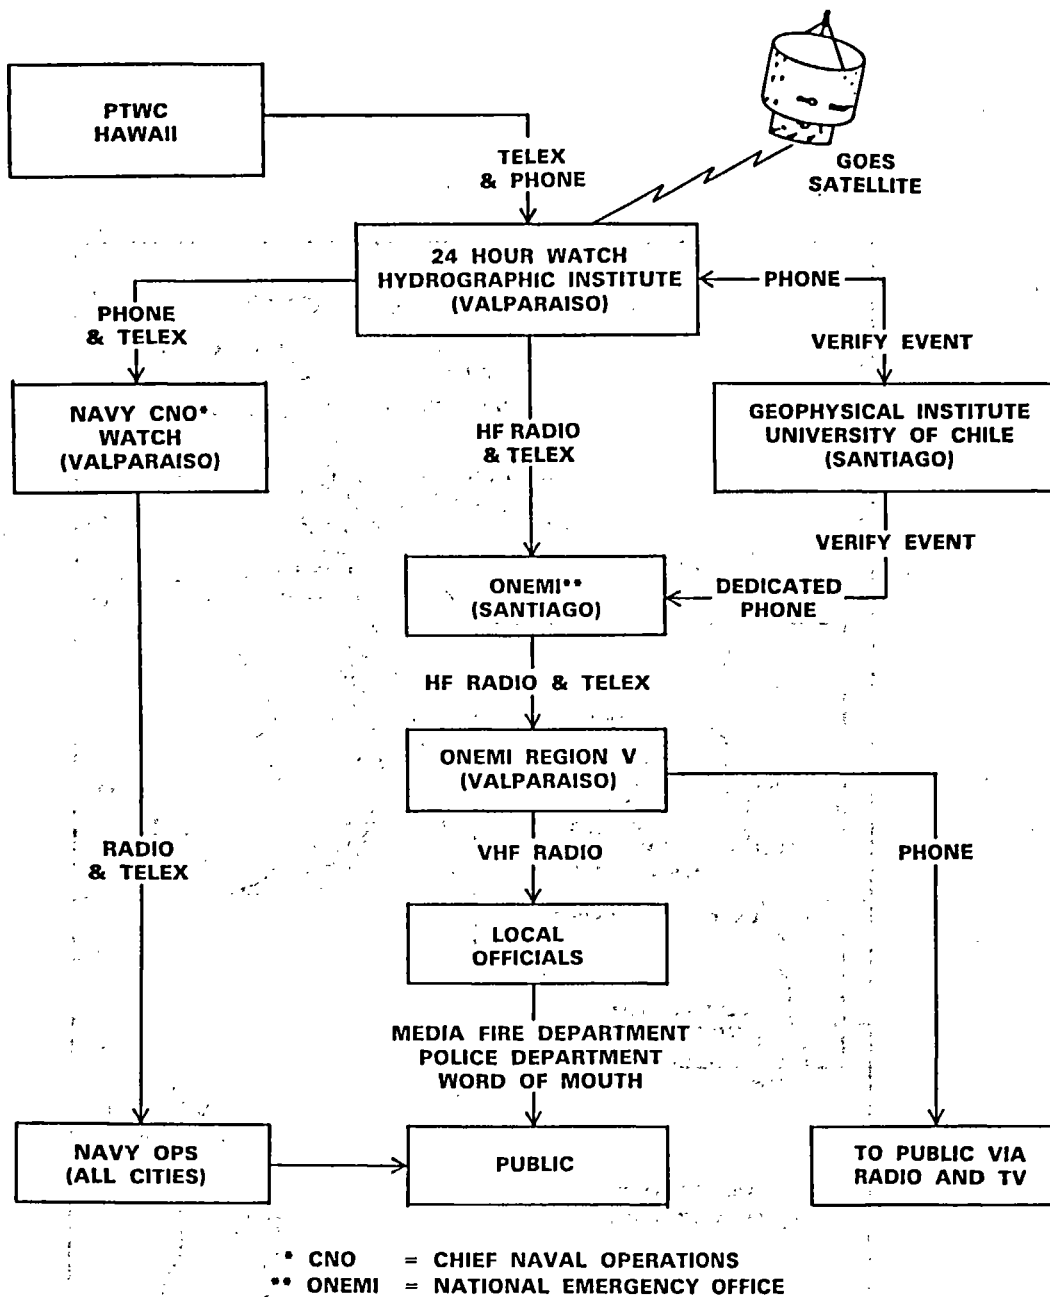 PTWC
HAWAII
TELEX
& PHONE
GOES
SATELLITE
24 HOUR WATCH
HYDROGRAPHIC INSTITUTE
(VALPARAISO)
PHONE
PHONE
& TELEX
VERIFY EVENT
NAVY CNO*
WATCH
(VALPARAISO)
HF RADIO
& TELEX
GEOPHYSICAL INSTITUTE
UNIVERSITY OF CHILE
(SANTIAGO)
VERIFY EVENT
ONEMI**
(SANTIAGO)
DEDICATED
PHONE
HF RADIO & TELEX
ONEMI REGION V
(VALPARAISO)
RADIO
& TELEX
VHF RADIO
PHONE
LOCAL
OFFICIALS
MEDIA FIRE DEPARTMENT
POLICE DEPARTMENT
WORD OF MOUTH
NAVY OPS
(ALL CITIES)
PUBLIC
TO PUBLIC VIA
RADIO AND TV
* CNO = CHIEF NAVAL OPERATIONS
** ONEMI = NATIONAL EMERGENCY OFFICE